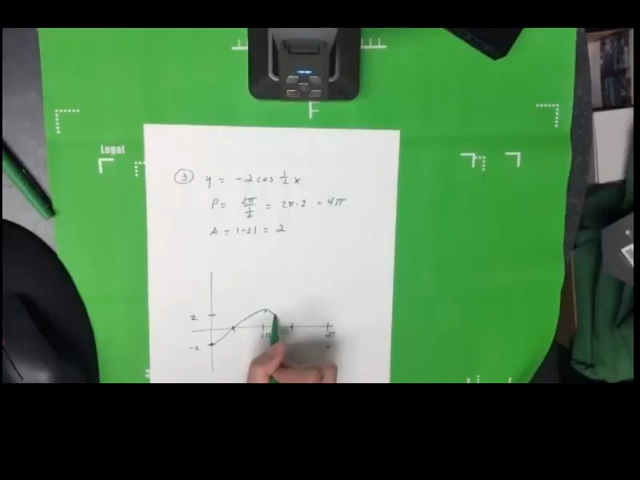 Legal
③ y = -2 cos ½ x
P = 2π/½ = 2π·2 = 4π
A = |-2| = 2
2
-2
4π